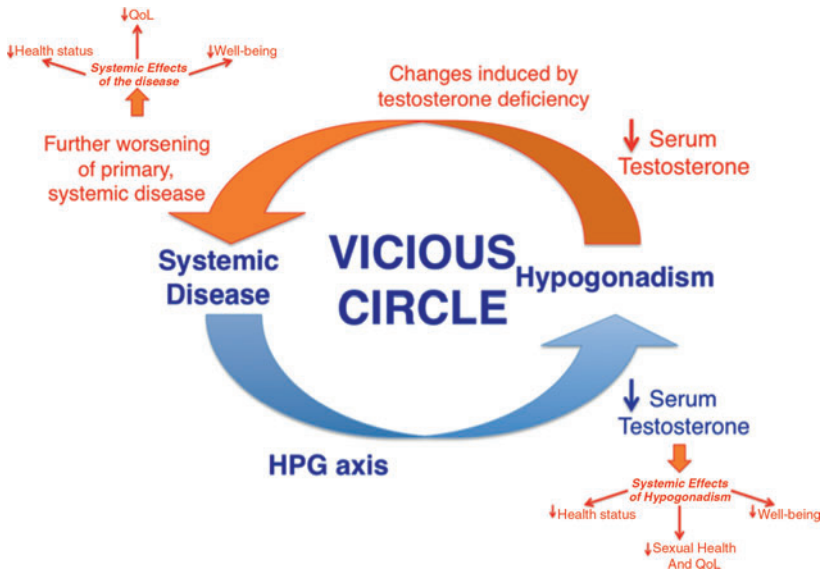 ↓QoL
↓Health status
↓Well-being
Systemic Effects
of the disease
Further worsening
of primary,
systemic disease
Changes induced by
testosterone deficiency
↓ Serum
Testosterone
Systemic
Disease
VICIOUS
CIRCLE
Hypogonadism
HPG axis
↓ Serum
Testosterone
Systemic Effects
of Hypogonadism
↓Health status
↓Well-being
↓Sexual Health
And QoL